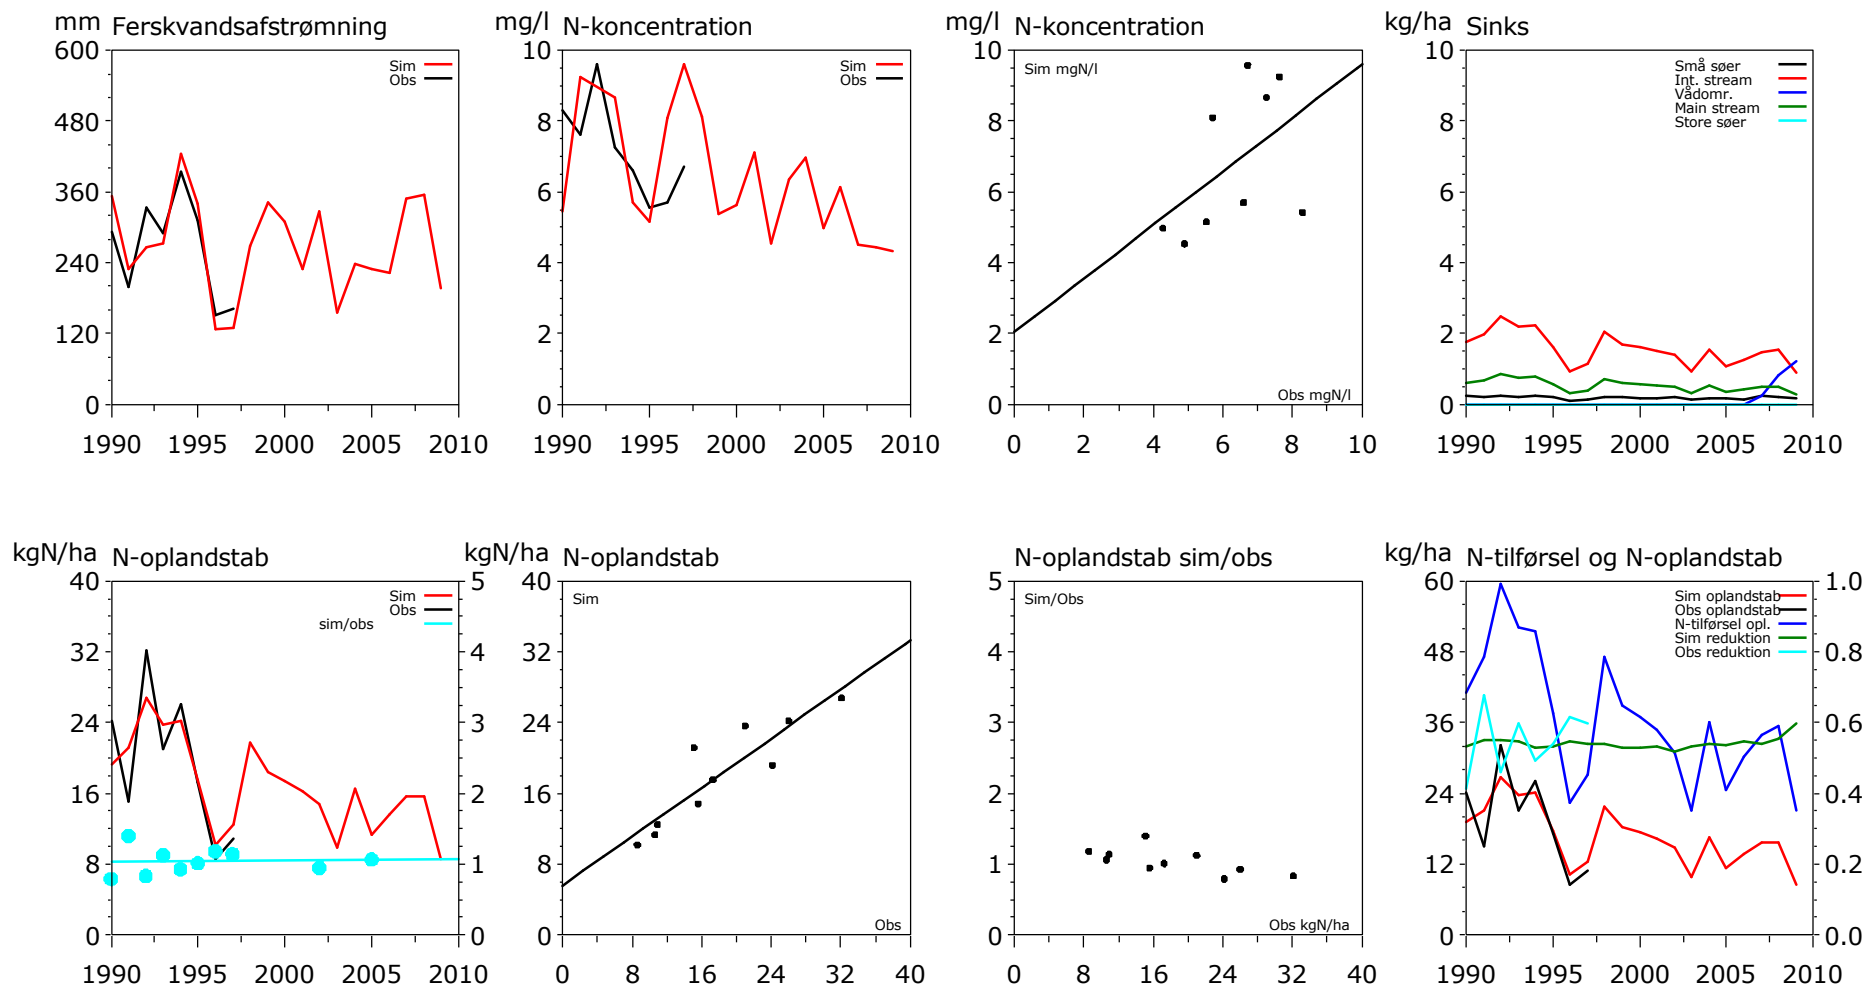 mm Ferskvandsafstrømning
600
480
360
240
120
0
Sim
Obs
1990 1995 2000 2005 2010
mg/l N-koncentration
10
8
6
4
2
0
Sim
Obs
1990 1995 2000 2005 2010
mg/l N-koncentration
10
8
6
4
2
0
Sim mgN/l
Obs mgN/l
0 2 4 6 8 10
kg/ha Sinks
10
8
6
4
2
0
Små søer
Int. stream
Vådomr.
Main stream
Store søer
1990 1995 2000 2005 2010
kgN/ha N-oplandstab
40
32
24
16
8
0
Sim
Obs
sim/obs
5
4
3
2
1
0
1990 1995 2000 2005 2010
kgN/ha N-oplandstab
40
32
24
16
8
0
Sim
Obs
0 8 16 24 32 40
N-oplandstab sim/obs
5
4
3
2
1
0
Sim/Obs
Obs kgN/ha
0 8 16 24 32 40
kg/ha N-tilførsel og N-oplandstab
60
48
36
24
12
0
Sim oplandstab
Obs oplandstab
N-tilførsel opl.
Sim reduktion
Obs reduktion
1.0
0.8
0.6
0.4
0.2
0.0
1990 1995 2000 2005 2010